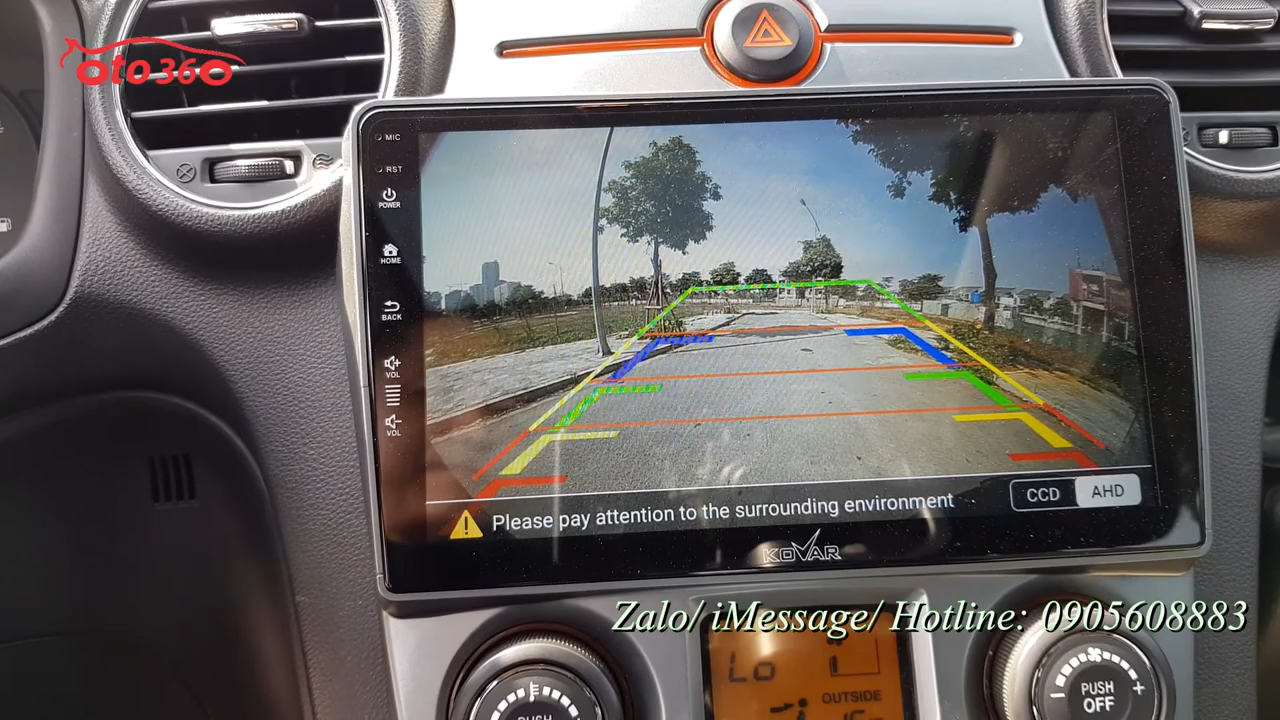 oto360
MIC
RST
POWER
HOME
BACK
VOL
VOL
Please pay attention to the surrounding environment
CCD
AHD
KOVAR
Zalo/ iMessage/ Hotline: 0905608883
Lo
OUTSIDE
PUSH
PUSH
OFF